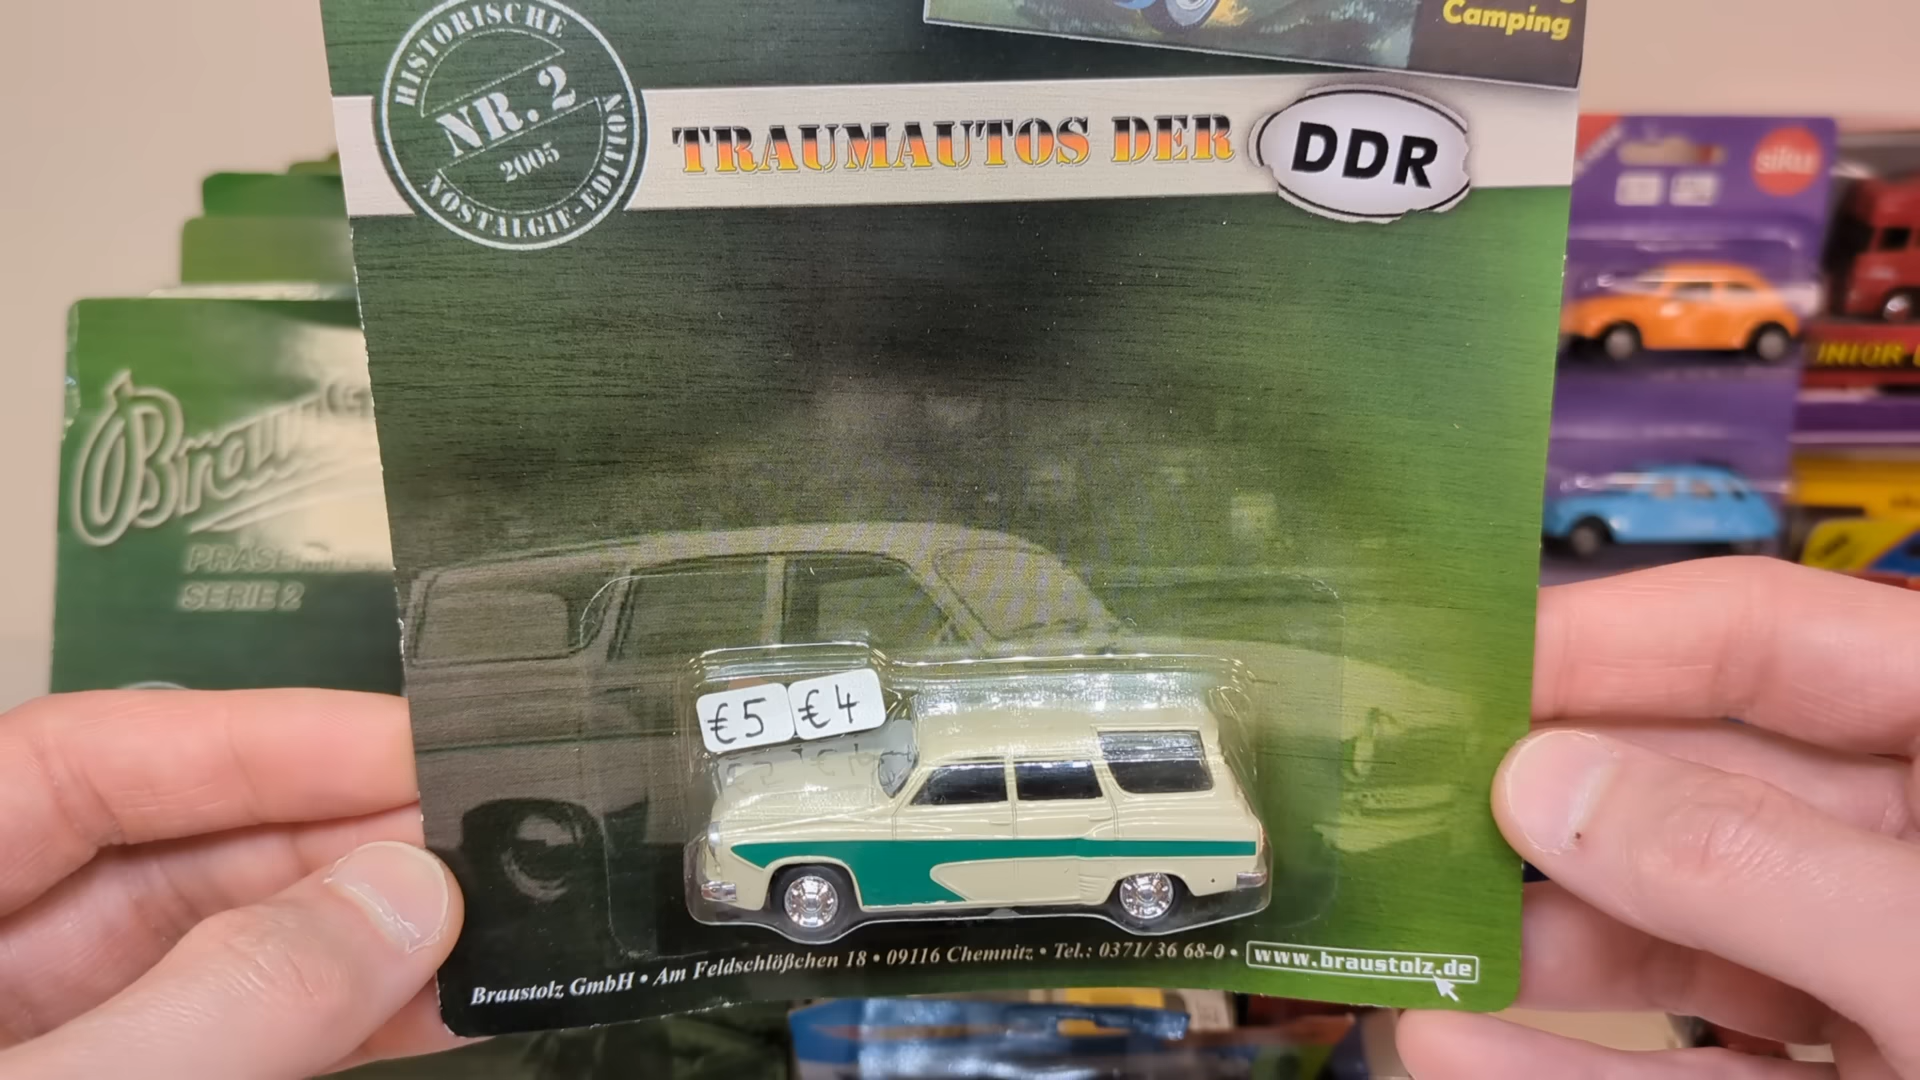 Camping
HISTORISCHE
NR. 2
2005
NOSTALGIE-EDITION
TRAUMAUTOS DER
DDR
siku
SERIE 2
€5
€4
Braustolz GmbH • Am Feldschlößchen 18 • 09116 Chemnitz • Tel.: 0371/ 36 68-0 •
www.braustolz.de